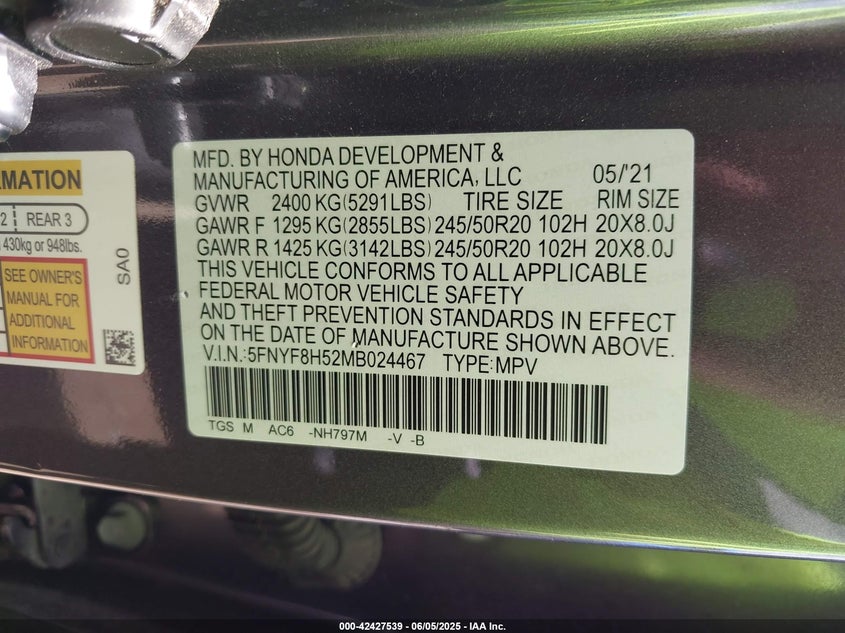 RMATION
2 REAR 3
430kg or 948lbs.
SEE OWNER'S
MANUAL FOR
ADDITIONAL
INFORMATION
SA0
MFD. BY HONDA DEVELOPMENT &
MANUFACTURING OF AMERICA, LLC 05/'21
GVWR 2400 KG(5291LBS) TIRE SIZE RIM SIZE
GAWR F 1295 KG(2855LBS) 245/50R20 102H 20X8.0J
GAWR R 1425 KG(3142LBS) 245/50R20 102H 20X8.0J
THIS VEHICLE CONFORMS TO ALL APPLICABLE
FEDERAL MOTOR VEHICLE SAFETY
AND THEFT PREVENTION STANDARDS IN EFFECT
ON THE DATE OF MANUFACTURE SHOWN ABOVE.
V.I.N.:5FNYF8H52MB024467 TYPE:MPV
TGS M AC6 -NH797M -V -B
000-42427539 - 06/05/2025 - IAA Inc.